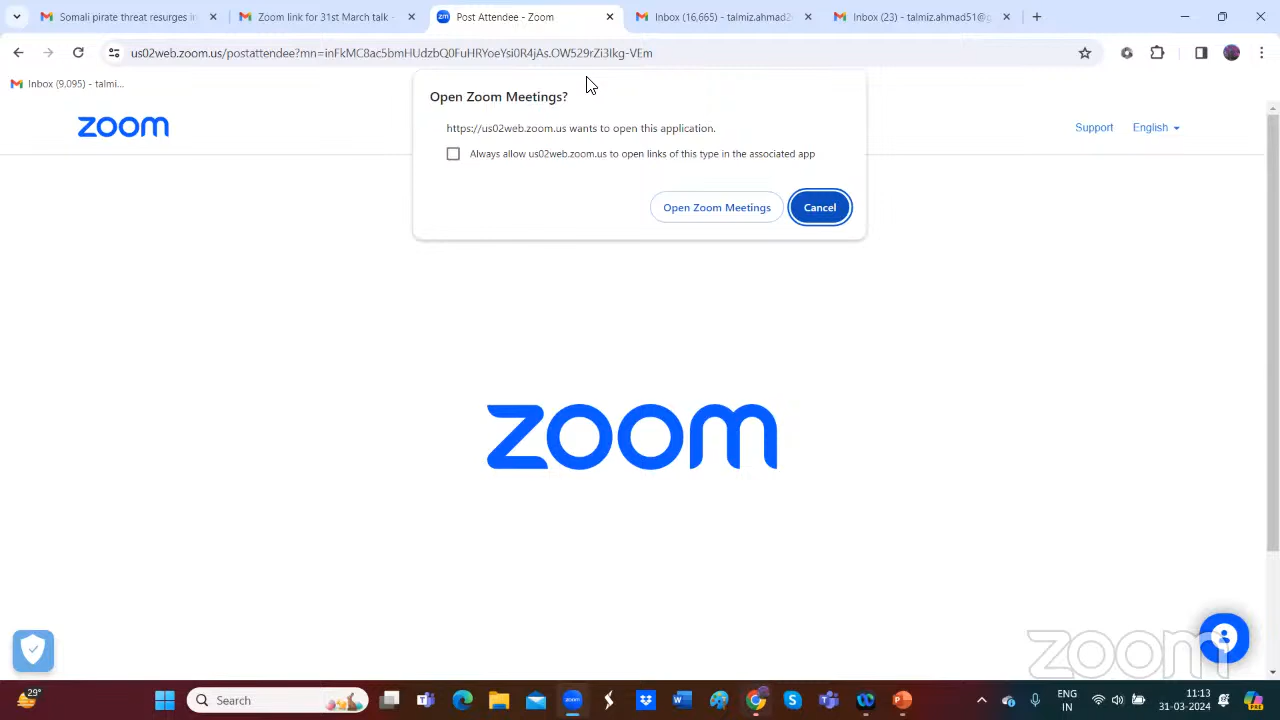 Somali pirate threat resurges in
Zoom link for 31st March talk -
Post Attendee - Zoom
Inbox (16,665) - talmiz.ahmad2
Inbox (23) - talmiz.ahmad51@g
us02web.zoom.us/postattendee?mn=inFkMC8ac5bmHUdzbQ0FuHRYoeYsi0R4jAs.OW529rZi3Ikg-VEm
Inbox (9,095) - talmi...
Open Zoom Meetings?
https://us02web.zoom.us wants to open this application.
Always allow us02web.zoom.us to open links of this type in the associated app
Open Zoom Meetings
Cancel
zoom
Support
English
zoom
zoom
29°
Search
zoom
ENG
IN
11:13
31-03-2024